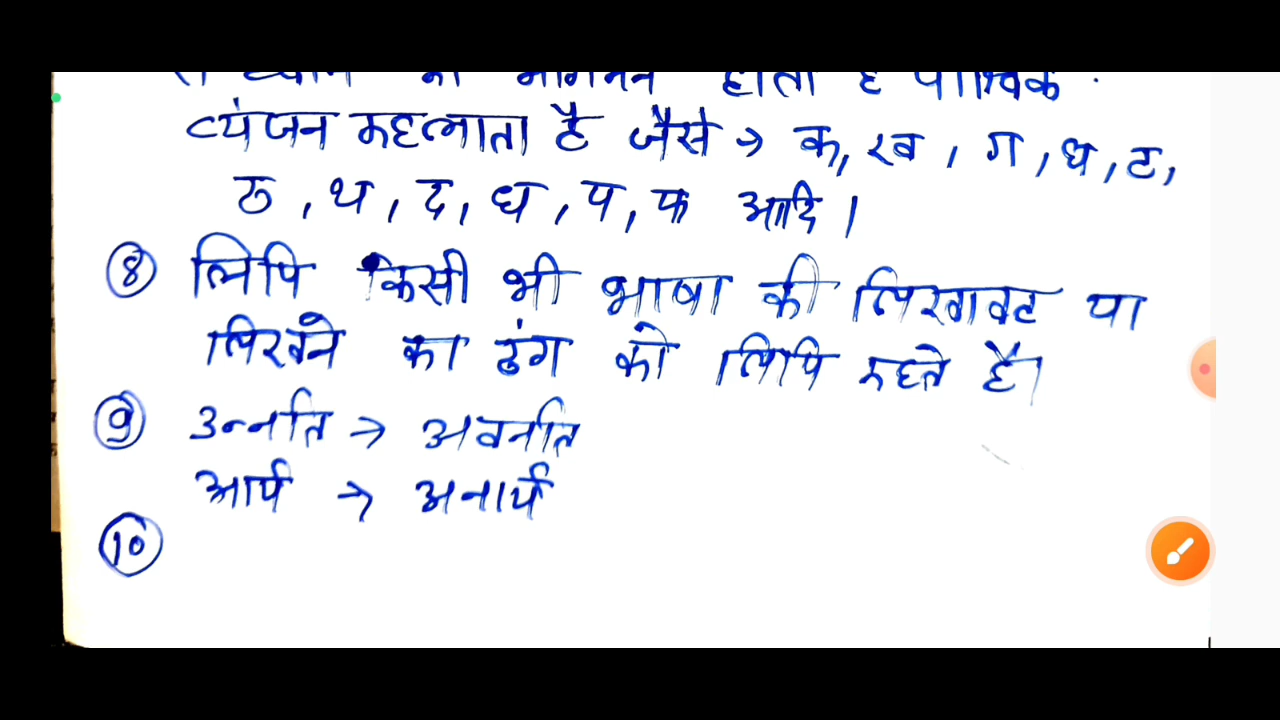 होता है पार्श्विक
व्यंजन कहलाता है जैसे → क, ख, ग, घ, ट,
ठ, थ, द, ध, प, फ आदि।
⑧ लिपि किसी भी भाषा की लिखावट या
लिखने का ढंग को लिपि कहते हैं।
⑨ उन्नति → अवनति
आर्य → अनार्य
⑩